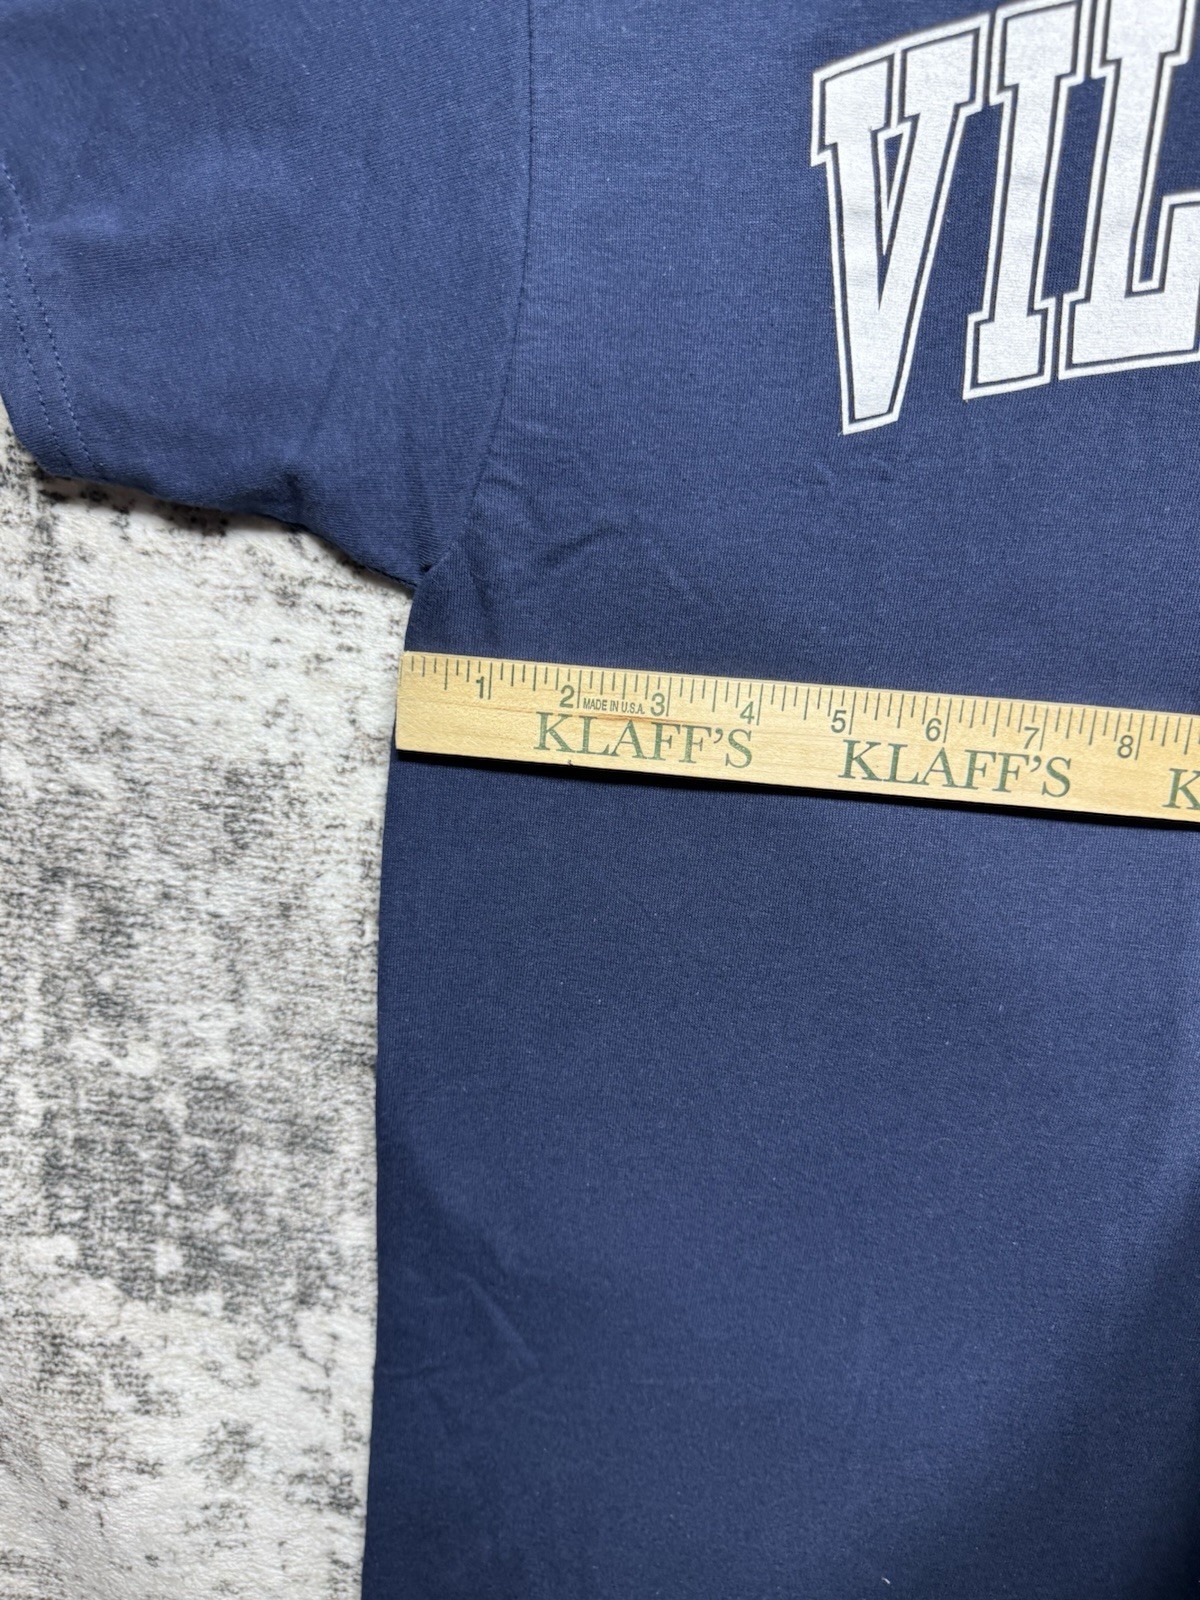 VIL
1 2 MADE IN U.S.A. 3 4 5 6 7 8
KLAFF'S KLAFF'S K